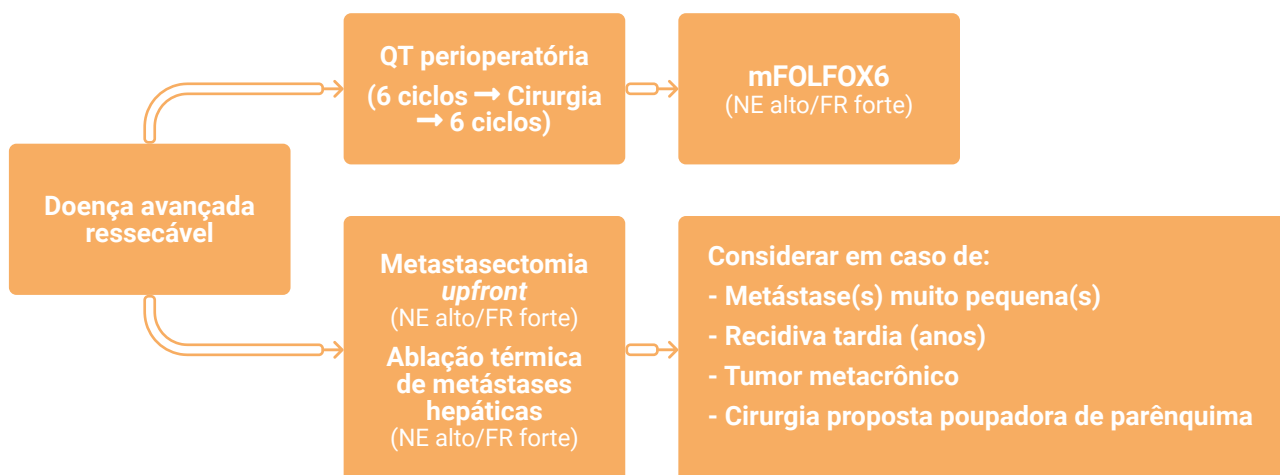 Doença avançada
ressecável
QT perioperatória
(6 ciclos → Cirurgia
→ 6 ciclos)
mFOLFOX6
(NE alto/FR forte)
Metastasectomia
upfront
(NE alto/FR forte)
Ablação térmica
de metástases
hepáticas
(NE alto/FR forte)
Considerar em caso de:
- Metástase(s) muito pequena(s)
- Recidiva tardia (anos)
- Tumor metacrônico
- Cirurgia proposta poupadora de parênquima